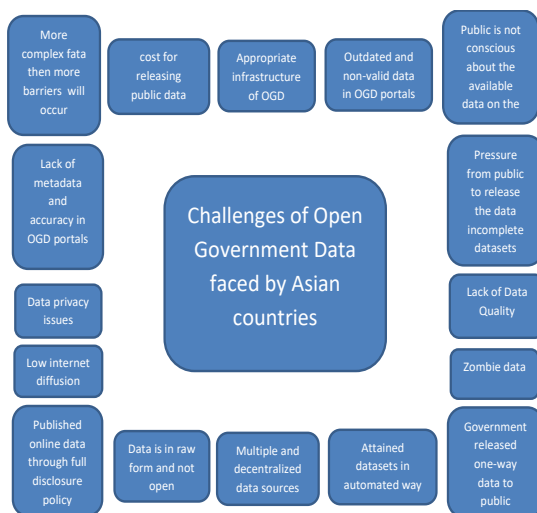 More
complex fata
then more
barriers will
occur
cost for
releasing
public data
Appropriate
infrastructure
of OGD
Outdated and
non-valid data
in OGD portals
Public is not
conscious
about the
available
data on the
Lack of
metadata
and
accuracy in
OGD portals
Pressure
from public
to release
the data
incomplete
datasets
Challenges of Open
Government Data
faced by Asian
countries
Data privacy
issues
Lack of Data
Quality
Low internet
diffusion
Zombie data
Published
online data
through full
disclosure
policy
Data is in raw
form and not
open
Multiple and
decentralized
data sources
Attained
datasets in
automated way
Government
released
one-way
data to
public